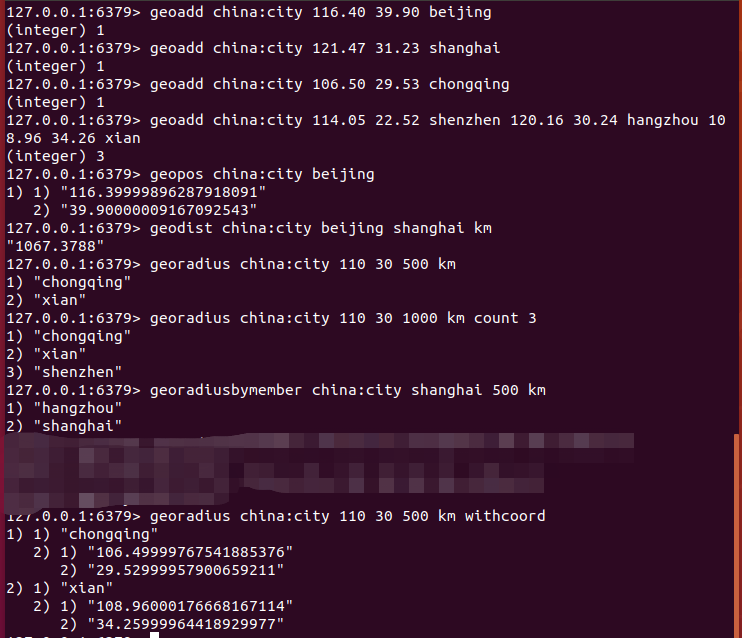 127.0.0.1:6379> geoadd china:city 116.40 39.90 beijing
(integer) 1
127.0.0.1:6379> geoadd china:city 121.47 31.23 shanghai
(integer) 1
127.0.0.1:6379> geoadd china:city 106.50 29.53 chongqing
(integer) 1
127.0.0.1:6379> geoadd china:city 114.05 22.52 shenzhen 120.16 30.24 hangzhou 10
8.96 34.26 xian
(integer) 3
127.0.0.1:6379> geopos china:city beijing
1) 1) "116.39999896287918091"
   2) "39.90000009167092543"
127.0.0.1:6379> geodist china:city beijing shanghai km
"1067.3788"
127.0.0.1:6379> georadius china:city 110 30 500 km
1) "chongqing"
2) "xian"
127.0.0.1:6379> georadius china:city 110 30 1000 km count 3
1) "chongqing"
2) "xian"
3) "shenzhen"
127.0.0.1:6379> georadiusbymember china:city shanghai 500 km
1) "hangzhou"
2) "shanghai"
127.0.0.1:6379> georadius china:city 110 30 500 km withcoord
1) 1) "chongqing"
   2) 1) "106.49999767541885376"
      2) "29.52999957900659211"
2) 1) "xian"
   2) 1) "108.96000176668167114"
      2) "34.25999964418929977"
127.0.0.1:6379>